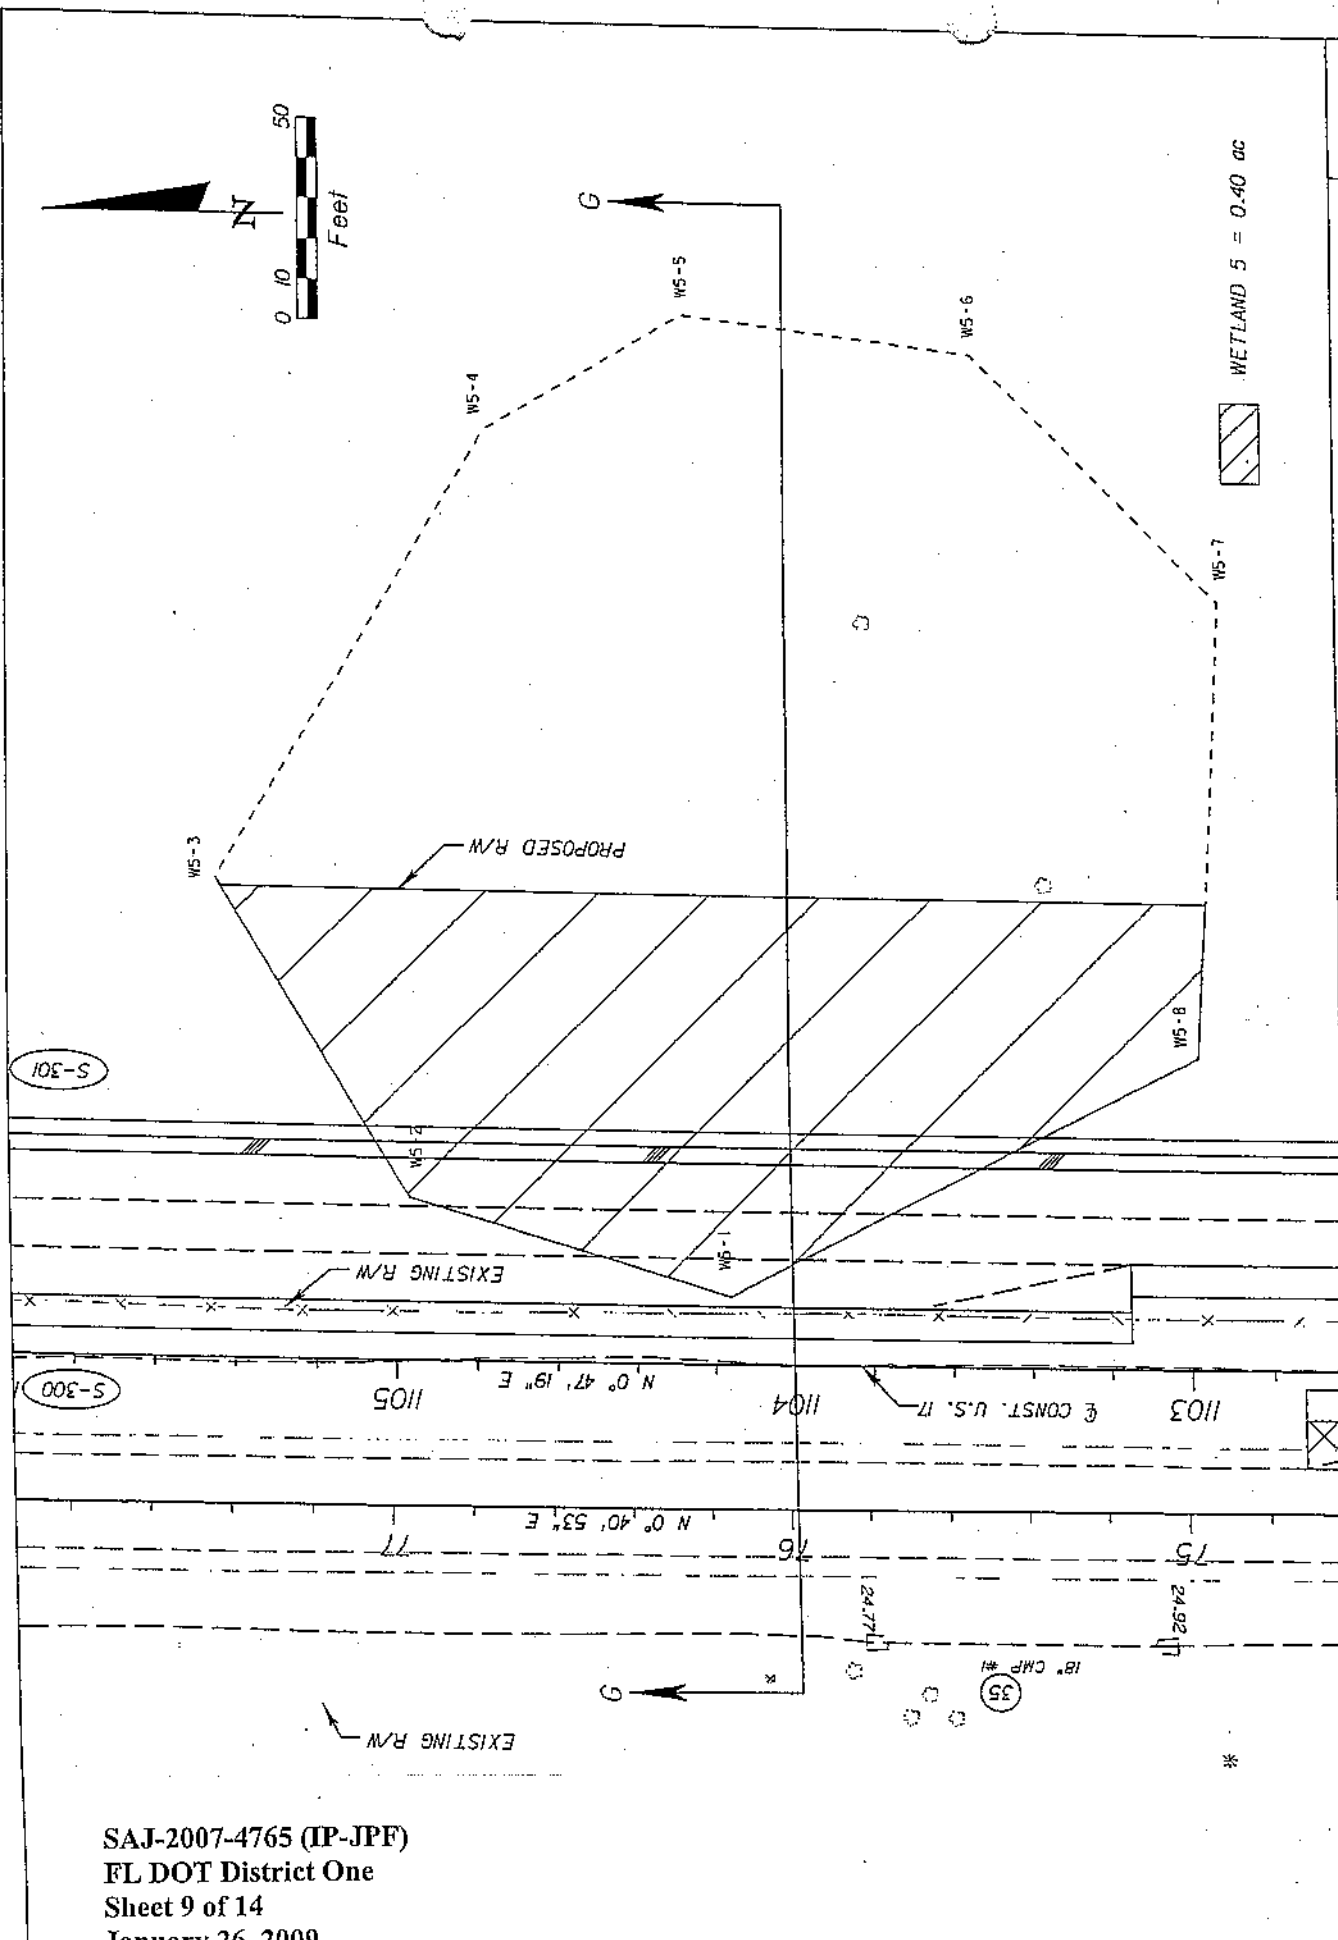 50
10
0
Feet
N
G
W5-5
W5-6
W5-4
WETLAND 5 = 0.40 ac
W5-7
W5-3
PROPOSED R/W
W5-8
S-301
W5-2
W5-1
EXISTING R/W
S-300
N 0° 47' 19" E
1105
1104
℄ CONST. U.S. 17
1103
N 0° 40' 53" E
77
76
75
24.77
24.92
18" CMP #1
35
G
EXISTING R/W
SAJ-2007-4765 (IP-JPF)
FL DOT District One
Sheet 9 of 14
January 26, 2009